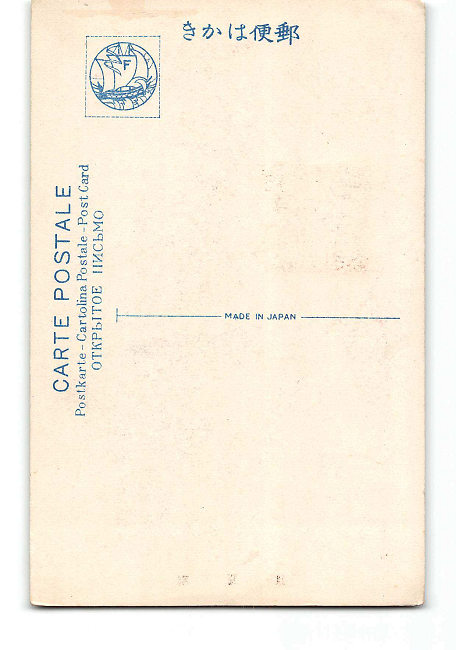 きかは便郵
F
CARTE POSTALE
Postkarte - Cartolina Postale - Post Card
ОТКРЫТОЕ ПИСЬМО
MADE IN JAPAN